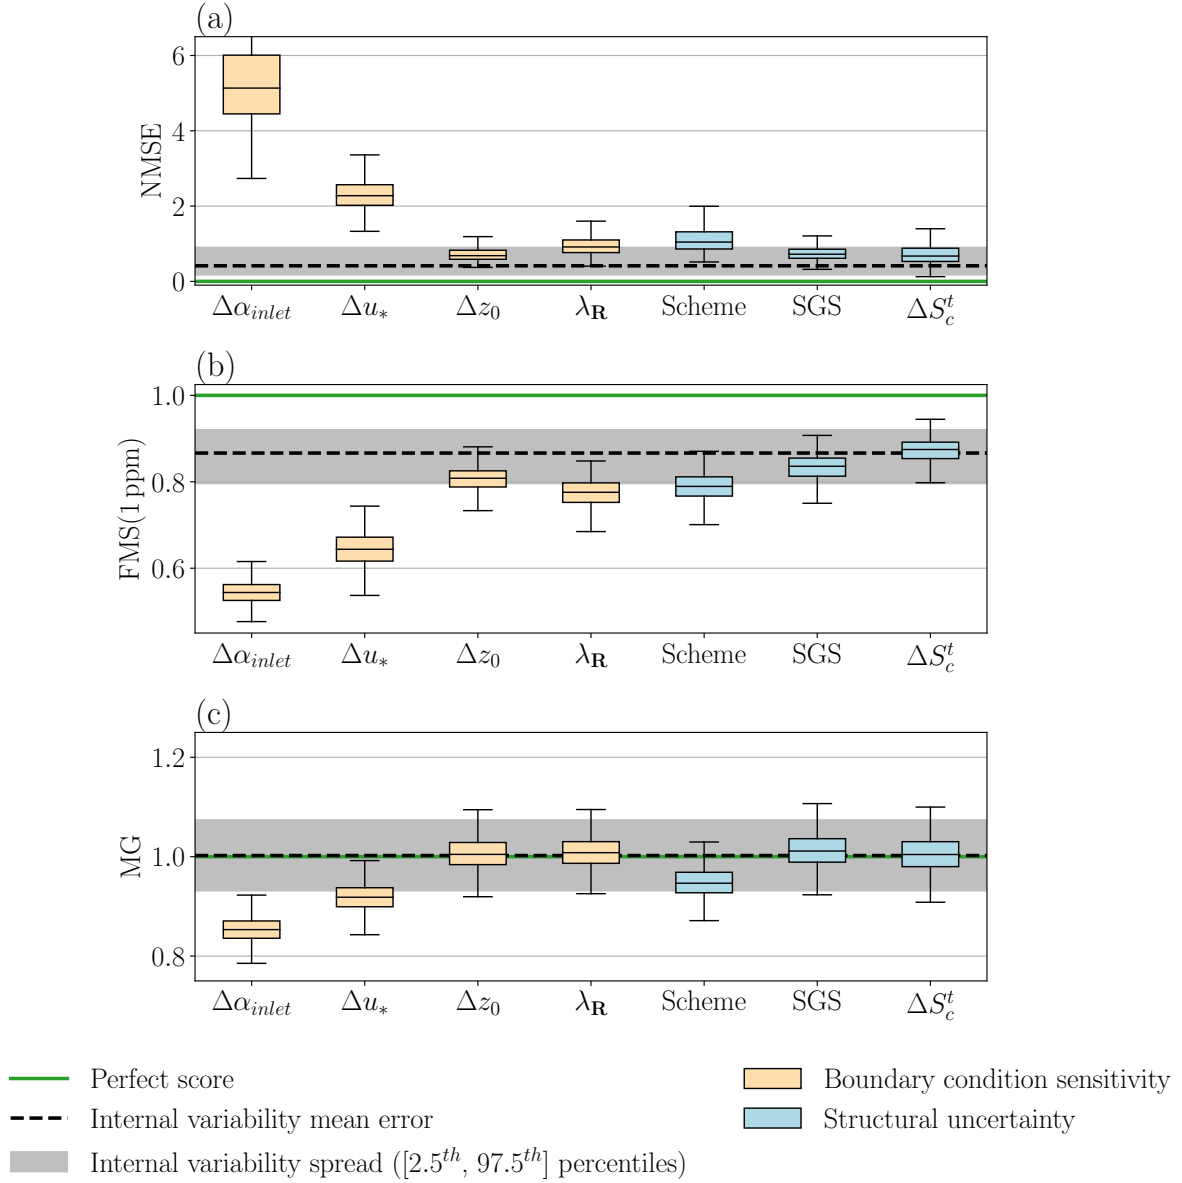 (a)
NMSE
6
4
2
0
Δα_inlet Δu_* Δz_0 λ_R Scheme SGS ΔS_c^t
(b)
FMS(1 ppm)
1.0
0.8
0.6
Δα_inlet Δu_* Δz_0 λ_R Scheme SGS ΔS_c^t
(c)
MG
1.2
1.0
0.8
Δα_inlet Δu_* Δz_0 λ_R Scheme SGS ΔS_c^t
Perfect score
Internal variability mean error
Internal variability spread ([2.5^th, 97.5^th] percentiles)
Boundary condition sensitivity
Structural uncertainty